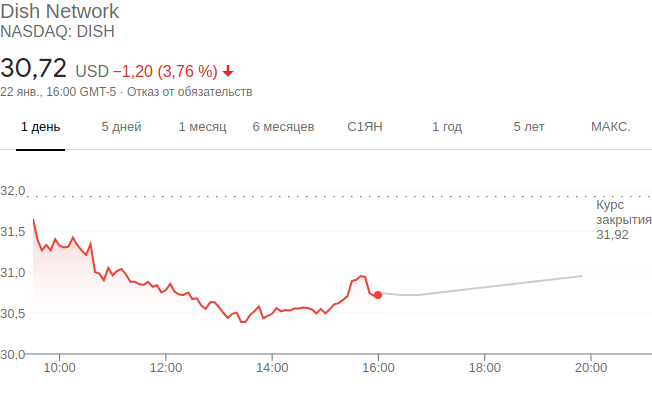 Dish Network
NASDAQ: DISH
30,72 USD −1,20 (3,76 %)
22 янв., 16:00 GMT-5 · Отказ от обязательств
1 день 5 дней 1 месяц 6 месяцев С1ЯН 1 год 5 лет МАКС.
32,0
Курс
закрытия
31,92
31,5
31,0
30,5
30,0
10:00 12:00 14:00 16:00 18:00 20:00